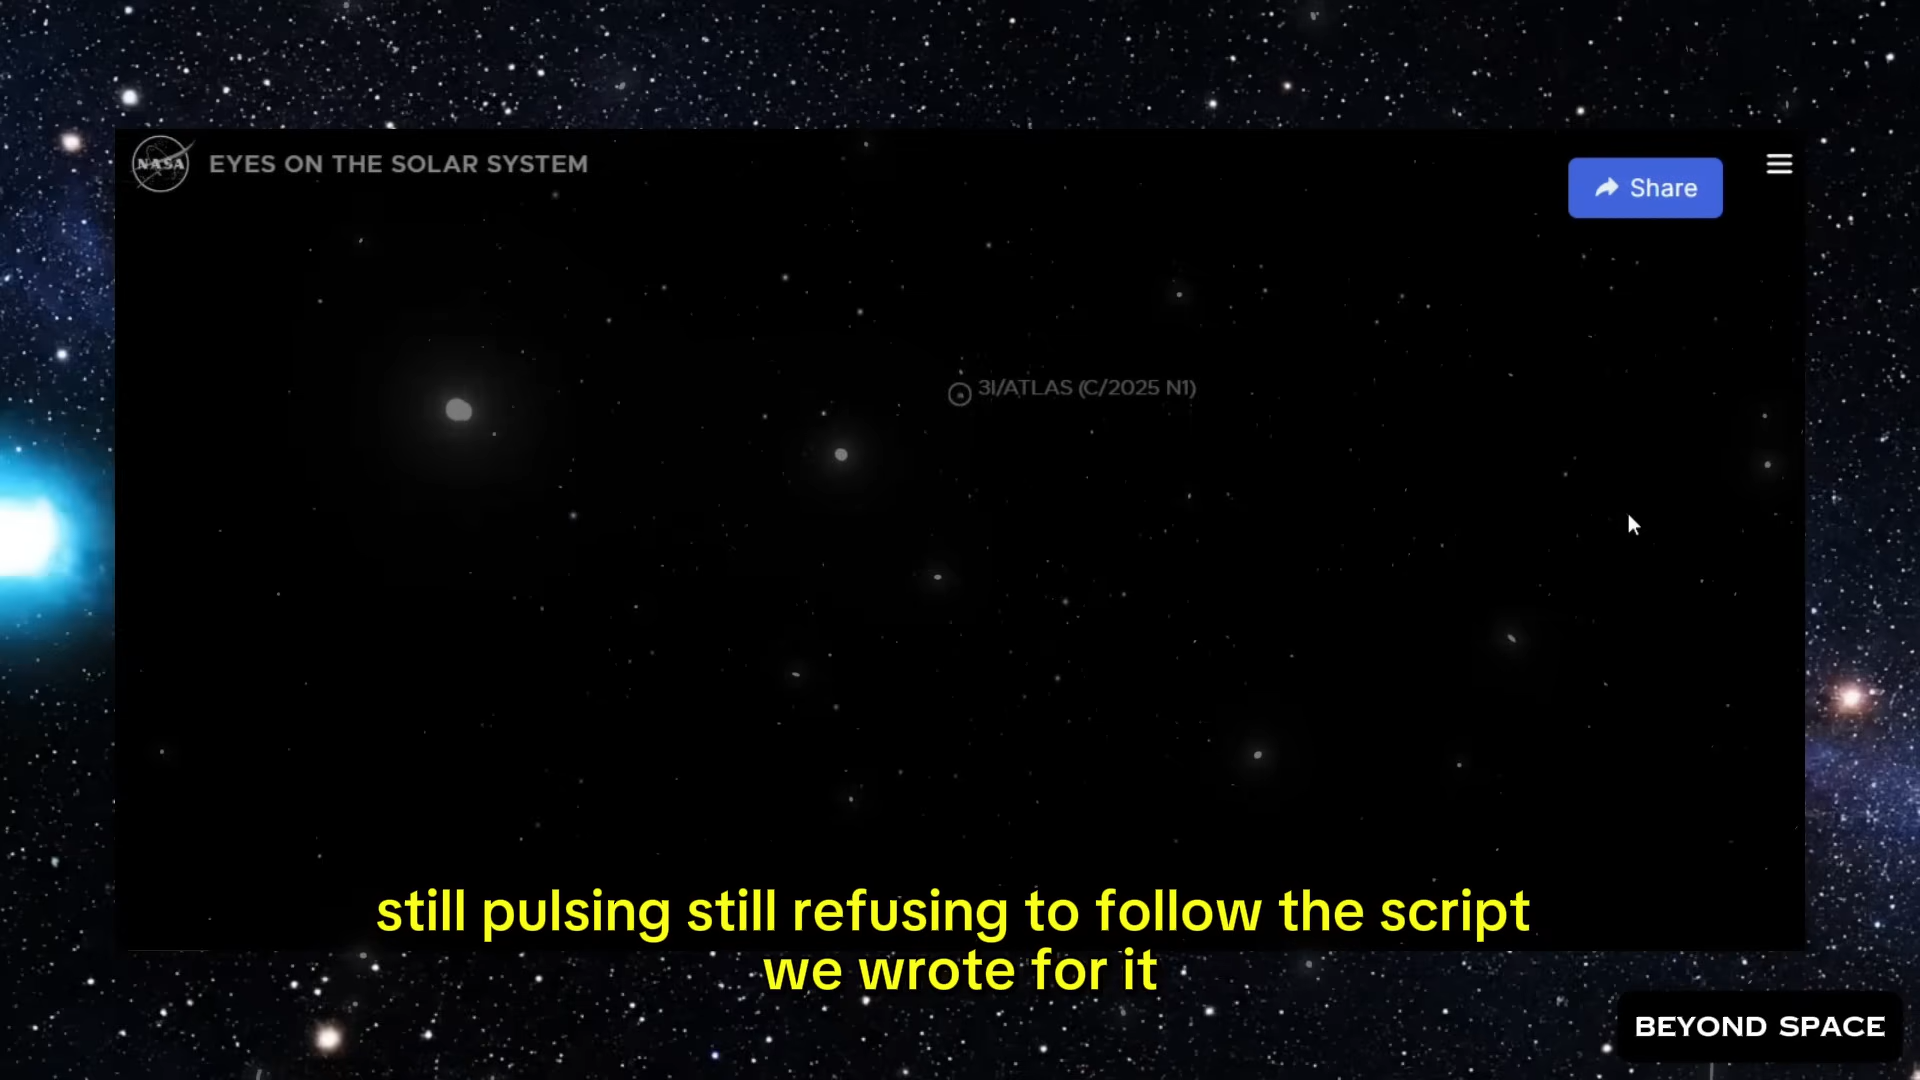 NASA
EYES ON THE SOLAR SYSTEM
Share
3I/ATLAS (C/2025 N1)
still pulsing still refusing to follow the script
we wrote for it
BEYOND SPACE